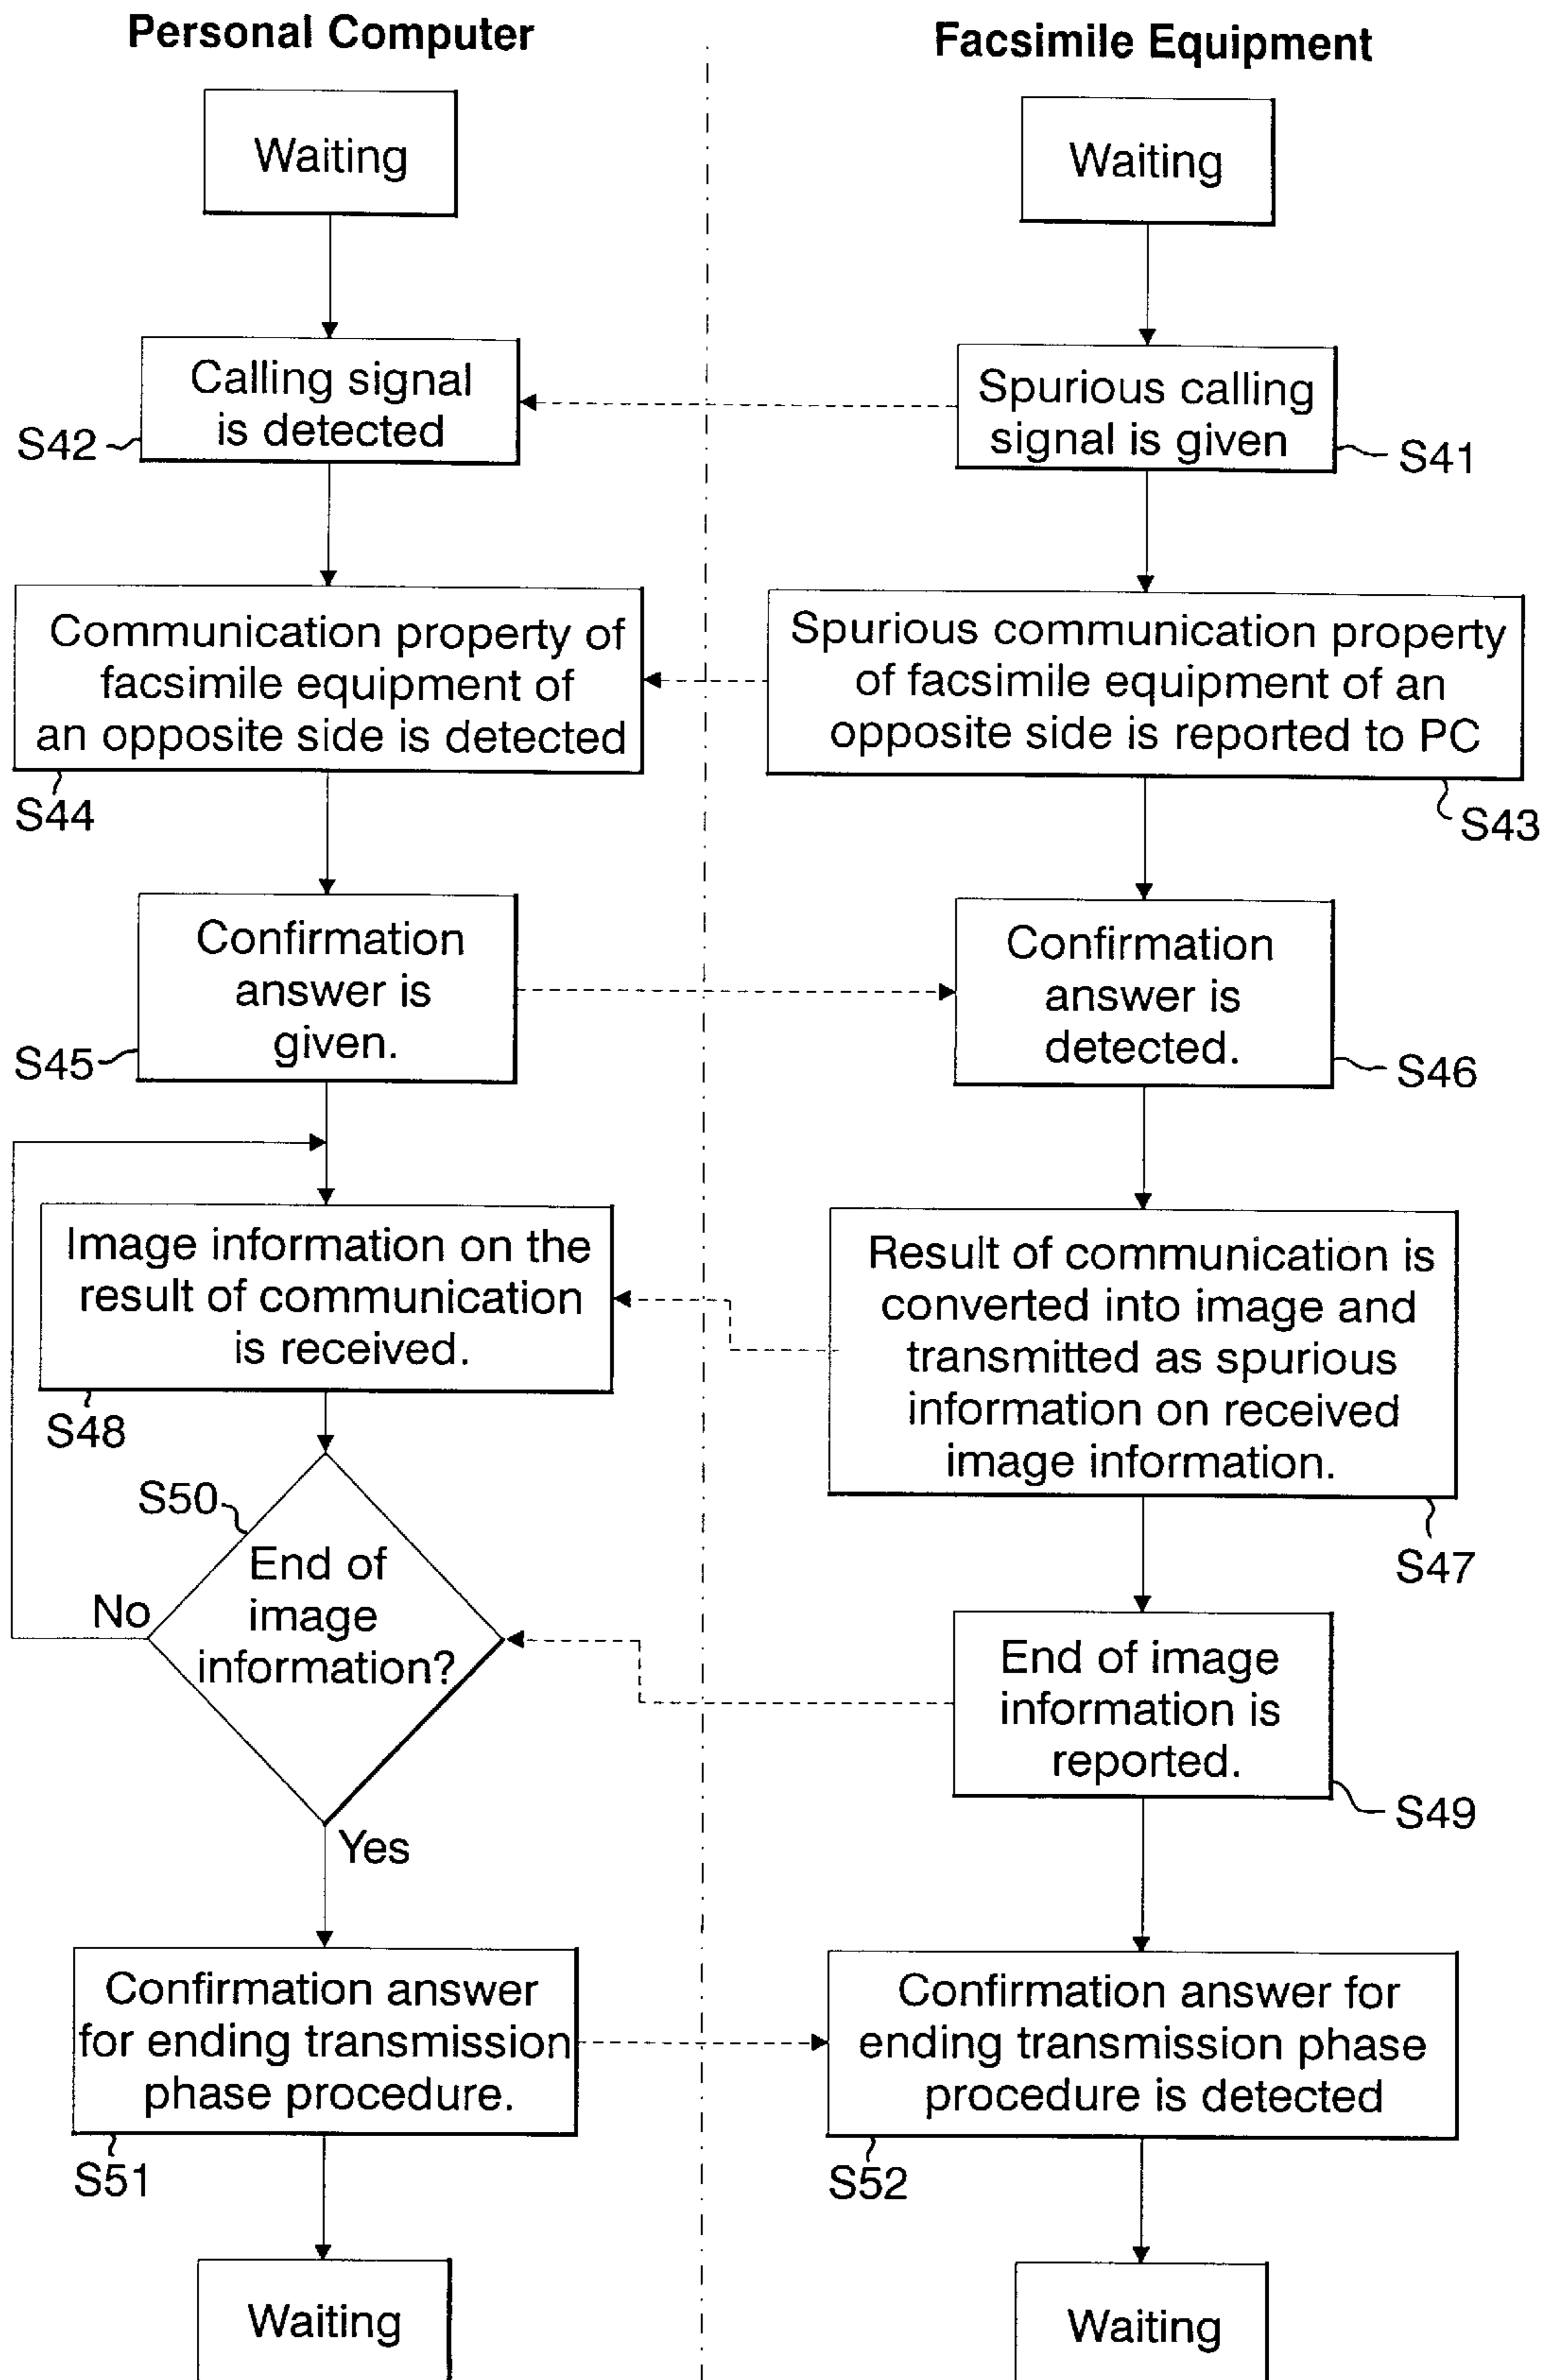 Personal Computer
Facsimile Equipment
Waiting
Waiting
Calling signal
is detected
S42
Spurious calling
signal is given
S41
Communication property of
facsimile equipment of
an opposite side is detected
S44
Spurious communication property
of facsimile equipment of an
opposite side is reported to PC
S43
Confirmation
answer is
given.
S45
Confirmation
answer is
detected.
S46
Image information on the
result of communication
is received.
S48
Result of communication is
converted into image and
transmitted as spurious
information on received
image information.
S47
S50
End of
image
information?
No
Yes
End of image
information is
reported.
S49
Confirmation answer
for ending transmission
phase procedure.
S51
Confirmation answer for
ending transmission phase
procedure is detected
S52
Waiting
Waiting